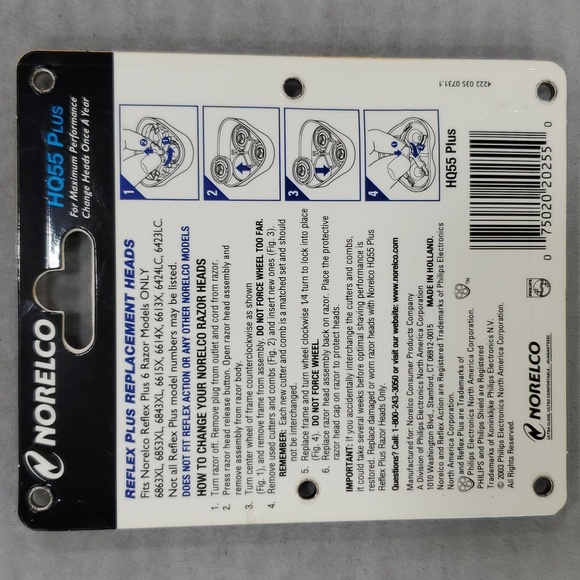 NORELCO
HQ55 PLUS
For Maximum Performance
Change Heads Once A Year
REFLEX PLUS REPLACEMENT HEADS
Fits Norelco Reflex Plus 6 Razor Models ONLY
6863XL, 6853XL, 6843XL, 6615X, 6614X, 6613X, 6424LC, 6423LC.
Not all Reflex Plus model numbers may be listed.
DOES NOT FIT REFLEX ACTION OR ANY OTHER NORELCO MODELS
HOW TO CHANGE YOUR NORELCO RAZOR HEADS
1. Turn razor off. Remove plug from outlet and cord from razor.
2. Press razor head release button. Open razor head assembly and
remove assembly from razor body.
3. Turn center wheel of frame counterclockwise as shown
(Fig. 1), and remove frame from assembly. DO NOT FORCE WHEEL TOO FAR.
4. Remove used cutters and combs (Fig. 2) and insert new ones (Fig. 3).
REMEMBER: Each new cutter and comb is a matched set and should
not be interchanged.
5. Replace frame and turn wheel clockwise 1/4 turn to lock into place
(Fig. 4). DO NOT FORCE WHEEL.
6. Replace razor head assembly back on razor. Place the protective
razor head cap on razor to protect heads.
IMPORTANT: If you accidentally interchange the cutters and combs,
it could take several weeks before optimal shaving performance is
restored. Replace damaged or worn razor heads with Norelco HQ55 Plus
Reflex Plus Razor Heads Only.
Questions? Call: 1-800-243-3050 or visit our website: www.norelco.com
Manufactured for: Norelco Consumer Products Company
A Division of Philips Electronics North America Corporation
1010 Washington Blvd., Stamford, CT 06912-0015 MADE IN HOLLAND.
Norelco and Reflex Action are Registered Trademarks of Philips Electronics
North America Corporation.
and Reflex Plus are Trademarks of
Philips Electronics North America Corporation.
PHILIPS and Philips Shield are Registered
Trademarks of Koninklijke Philips Electronics N.V.
© 2003 Philips Electronics North America Corporation.
All Rights Reserved.
1
2
3
4
HQ55 Plus
4222 035 0731.1
0 75020 20255 0
TM
PHILIPS
NORELCO